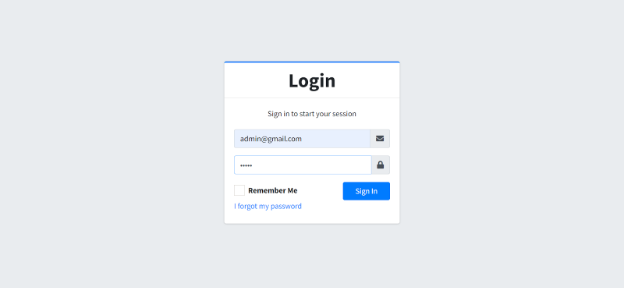 Login
Sign in to start your session
admin@gmail.com
•••••
Remember Me
Sign In
I forgot my password